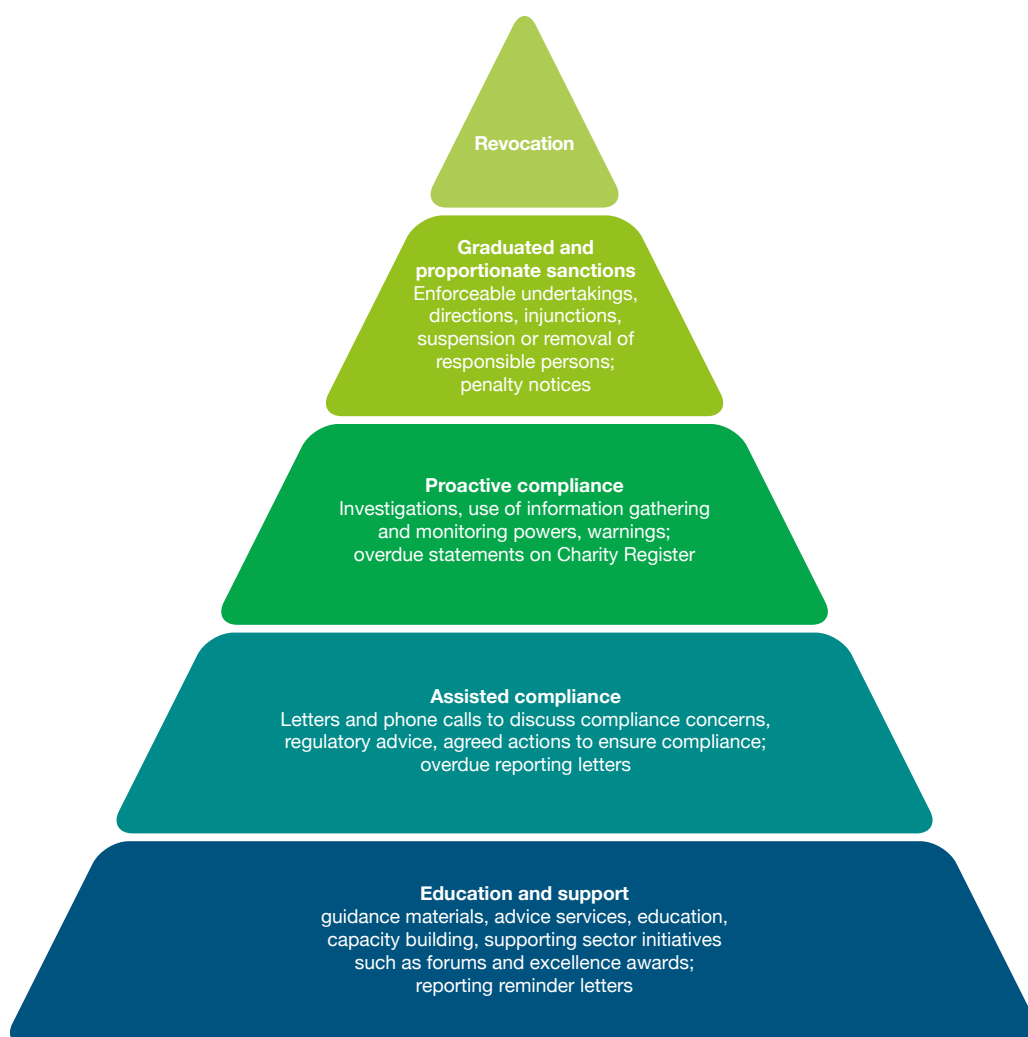 Revocation
Graduated and
proportionate sanctions
Enforceable undertakings,
directions, injunctions,
suspension or removal of
responsible persons;
penalty notices
Proactive compliance
Investigations, use of information gathering
and monitoring powers, warnings;
overdue statements on Charity Register
Assisted compliance
Letters and phone calls to discuss compliance concerns,
regulatory advice, agreed actions to ensure compliance;
overdue reporting letters
Education and support
guidance materials, advice services, education,
capacity building, supporting sector initiatives
such as forums and excellence awards;
reporting reminder letters